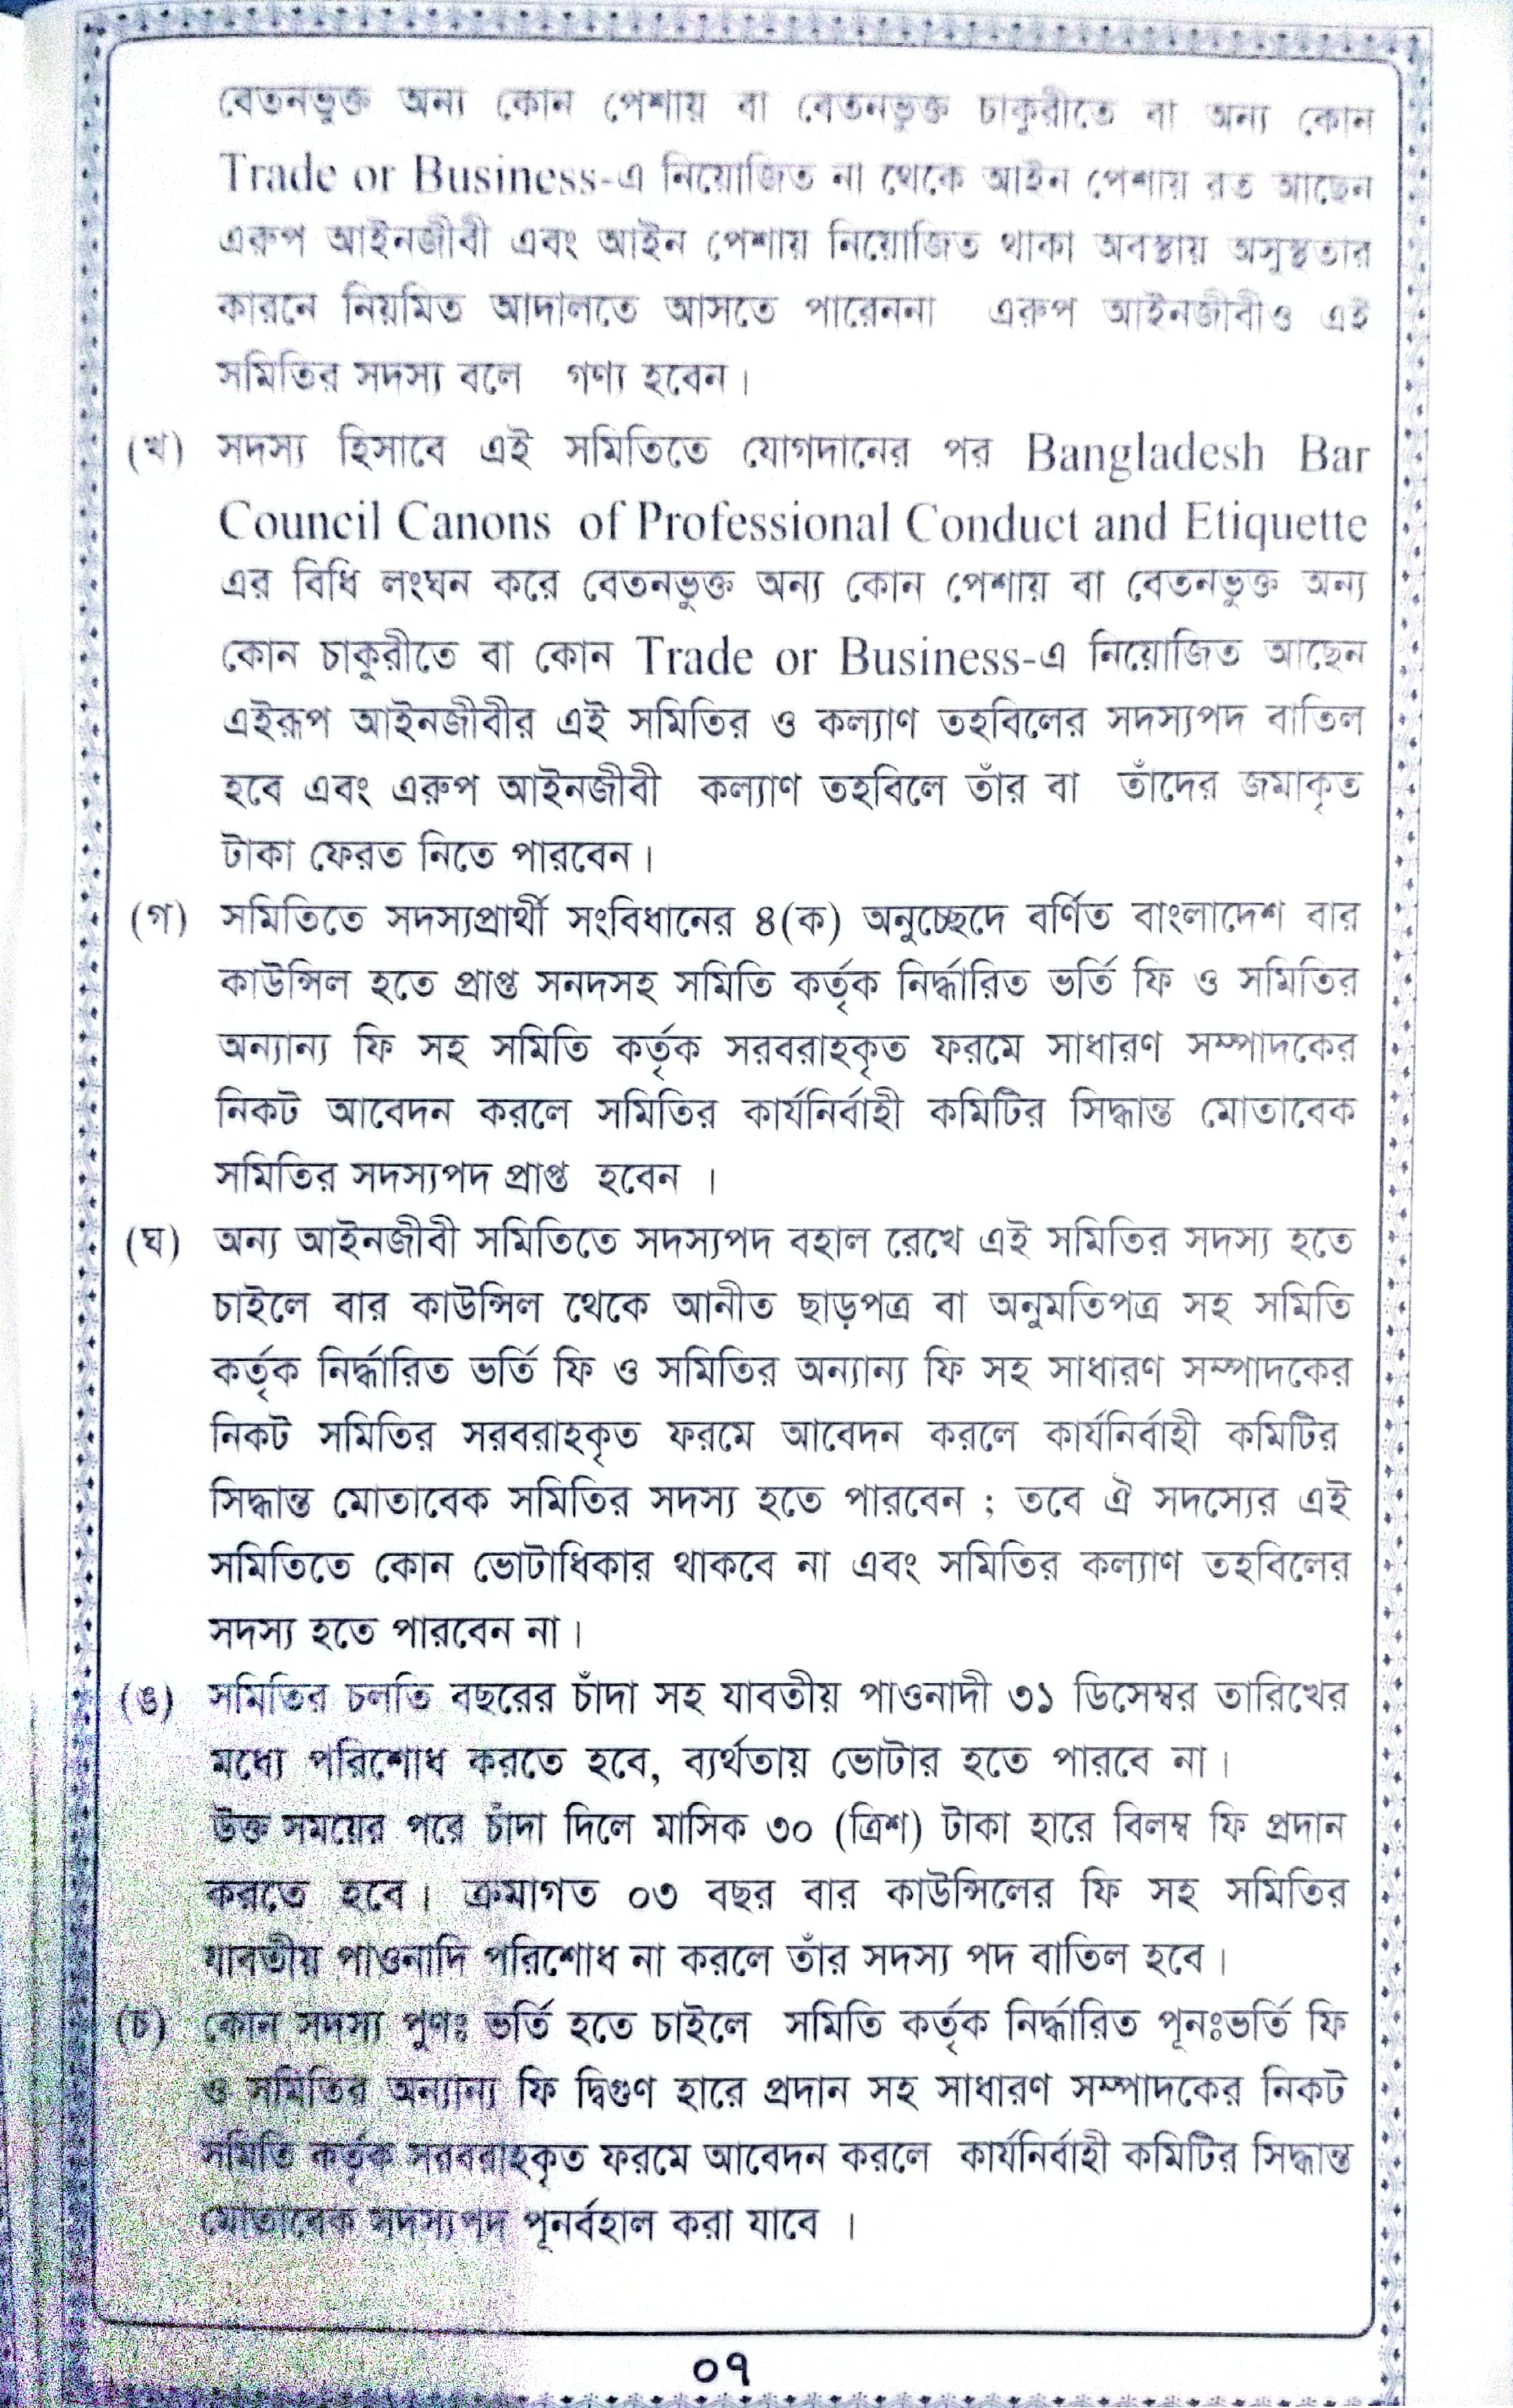 বেতনভুক্ত অন্য কোন পেশায় বা বেতনভুক্ত চাকুরীতে বা অন্য কোন
Trade or Business-এ নিয়োজিত না থেকে আইন পেশায় রত আছেন
এরুপ আইনজীবী এবং আইন পেশায় নিয়োজিত থাকা অবস্থায় অসুস্থতার
কারনে নিয়মিত আদালতে আসতে পারেননা এরুপ আইনজীবীও এই
সমিতির সদস্য বলে গণ্য হবেন।
(খ) সদস্য হিসাবে এই সমিতিতে যোগদানের পর Bangladesh Bar
Council Canons of Professional Conduct and Etiquette
এর বিধি লংঘন করে বেতনভুক্ত অন্য কোন পেশায় বা বেতনভুক্ত অন্য
কোন চাকুরীতে বা কোন Trade or Business-এ নিয়োজিত আছেন
এইরূপ আইনজীবীর এই সমিতির ও কল্যাণ তহবিলের সদস্যপদ বাতিল
হবে এবং এরুপ আইনজীবী কল্যাণ তহবিলে তাঁর বা তাঁদের জমাকৃত
টাকা ফেরত নিতে পারবেন।
(গ) সমিতিতে সদস্যপ্রার্থী সংবিধানের ৪(ক) অনুচ্ছেদে বর্ণিত বাংলাদেশ বার
কাউন্সিল হতে প্রাপ্ত সনদসহ সমিতি কর্তৃক নির্দ্ধারিত ভর্তি ফি ও সমিতির
অন্যান্য ফি সহ সমিতি কর্তৃক সরবরাহকৃত ফরমে সাধারণ সম্পাদকের
নিকট আবেদন করলে সমিতির কার্যনির্বাহী কমিটির সিদ্ধান্ত মোতাবেক
সমিতির সদস্যপদ প্রাপ্ত হবেন ।
(ঘ) অন্য আইনজীবী সমিতিতে সদস্যপদ বহাল রেখে এই সমিতির সদস্য হতে
চাইলে বার কাউন্সিল থেকে আনীত ছাড়পত্র বা অনুমতিপত্র সহ সমিতি
কর্তৃক নির্দ্ধারিত ভর্তি ফি ও সমিতির অন্যান্য ফি সহ সাধারণ সম্পাদকের
নিকট সমিতির সরবরাহকৃত ফরমে আবেদন করলে কার্যনির্বাহী কমিটির
সিদ্ধান্ত মোতাবেক সমিতির সদস্য হতে পারবেন ; তবে ঐ সদস্যের এই
সমিতিতে কোন ভোটাধিকার থাকবে না এবং সমিতির কল্যাণ তহবিলের
সদস্য হতে পারবেন না।
(ঙ) সমিতির চলতি বছরের চাঁদা সহ যাবতীয় পাওনাদী ৩১ ডিসেম্বর তারিখের
মধ্যে পরিশোধ করতে হবে, ব্যর্থতায় ভোটার হতে পারবে না।
উক্ত সময়ের পরে চাঁদা দিলে মাসিক ৩০ (ত্রিশ) টাকা হারে বিলম্ব ফি প্রদান
করতে হবে। ক্রমাগত ০৩ বছর বার কাউন্সিলের ফি সহ সমিতির
যাবতীয় পাওনাদি পরিশোধ না করলে তাঁর সদস্য পদ বাতিল হবে।
(চ) কোন সদস্য পুণঃ ভর্তি হতে চাইলে সমিতি কর্তৃক নির্দ্ধারিত পূনঃভর্তি ফি
ও সমিতির অন্যান্য ফি দ্বিগুণ হারে প্রদান সহ সাধারণ সম্পাদকের নিকট
সমিতি কর্তৃক সরবরাহকৃত ফরমে আবেদন করলে কার্যনির্বাহী কমিটির সিদ্ধান্ত
মোতাবেক সদস্যপদ পূনর্বহাল করা যাবে ।
০৭